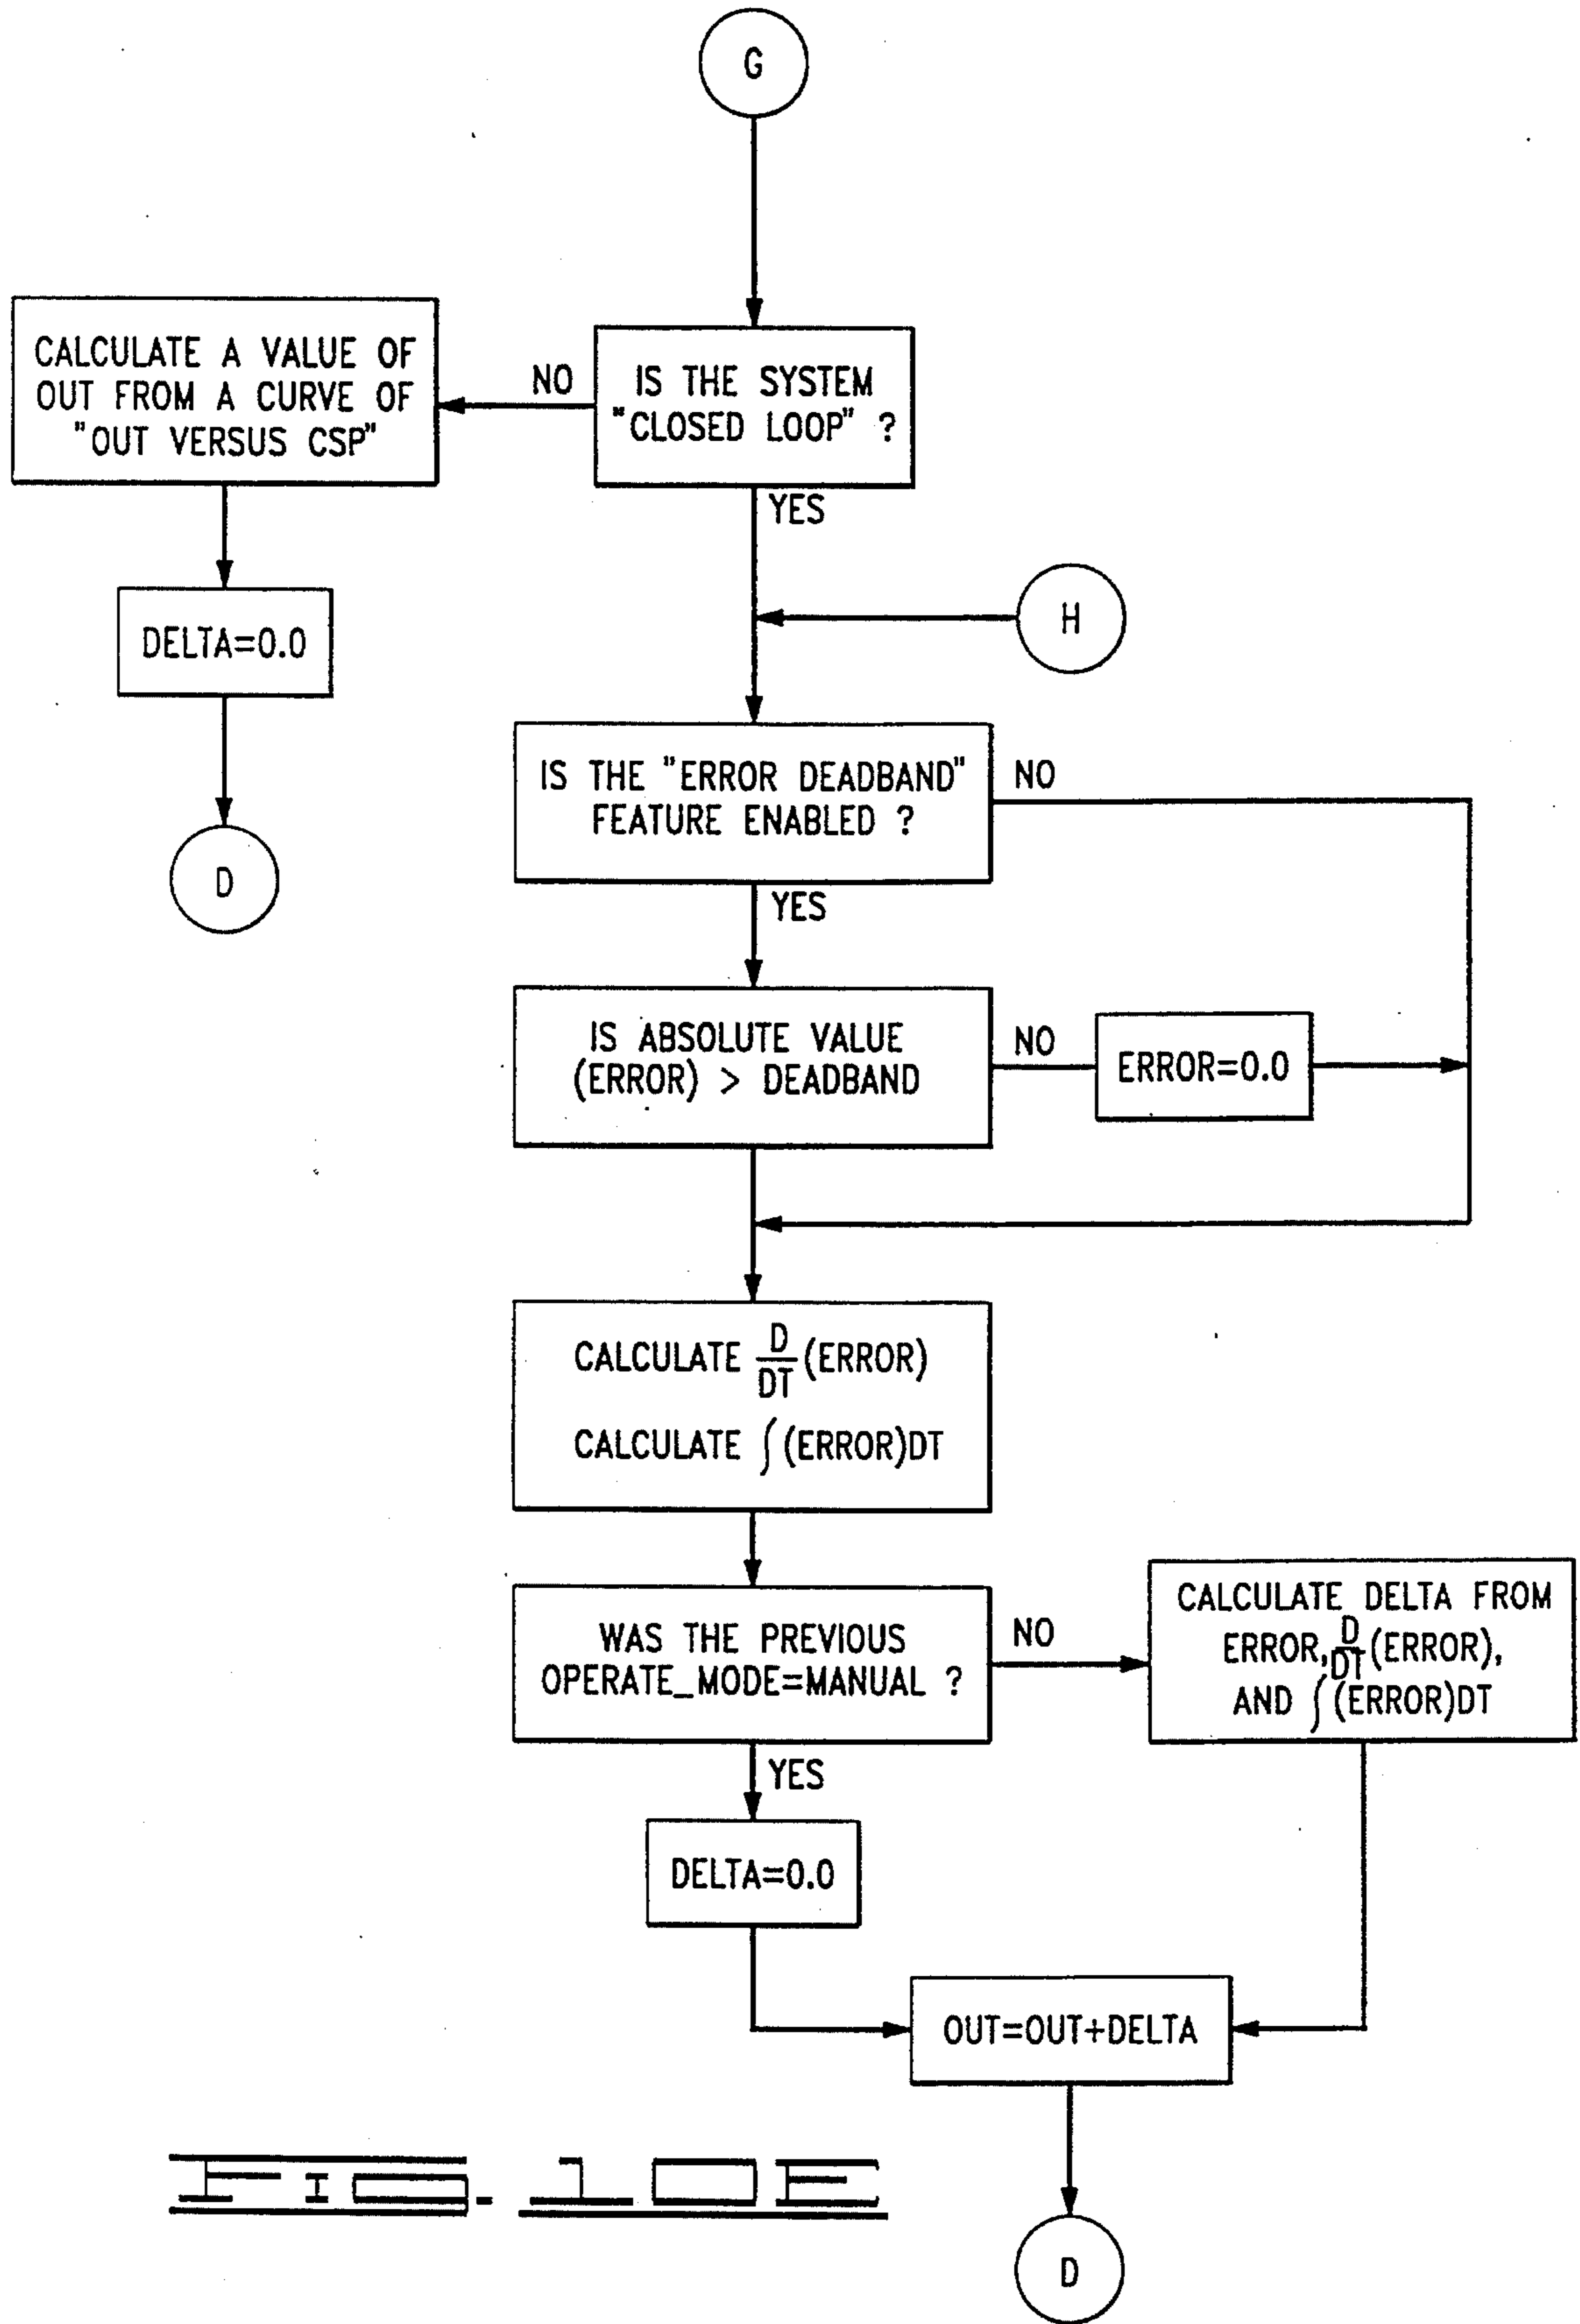 G
CALCULATE A VALUE OF
OUT FROM A CURVE OF
"OUT VERSUS CSP"
NO
IS THE SYSTEM
"CLOSED LOOP" ?
YES
H
DELTA=0.0
D
IS THE "ERROR DEADBAND"
FEATURE ENABLED ?
NO
YES
IS ABSOLUTE VALUE
(ERROR) > DEADBAND
NO
ERROR=0.0
CALCULATE D/DT (ERROR)
CALCULATE ∫(ERROR)DT
WAS THE PREVIOUS
OPERATE_MODE=MANUAL ?
NO
CALCULATE DELTA FROM
ERROR, D/DT (ERROR),
AND ∫(ERROR)DT
YES
DELTA=0.0
OUT=OUT+DELTA
D
FIG. 10E